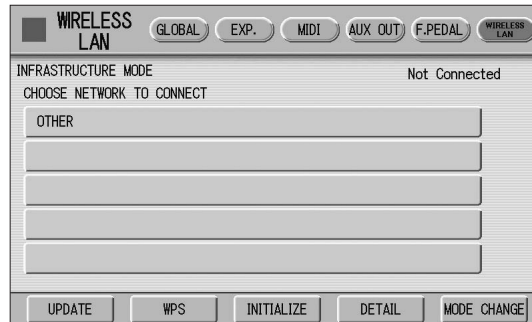 WIRELESS LAN
GLOBAL EXP. MIDI AUX OUT F.PEDAL WIRELESS LAN
INFRASTRUCTURE MODE Not Connected
CHOOSE NETWORK TO CONNECT
OTHER
UPDATE WPS INITIALIZE DETAIL MODE CHANGE